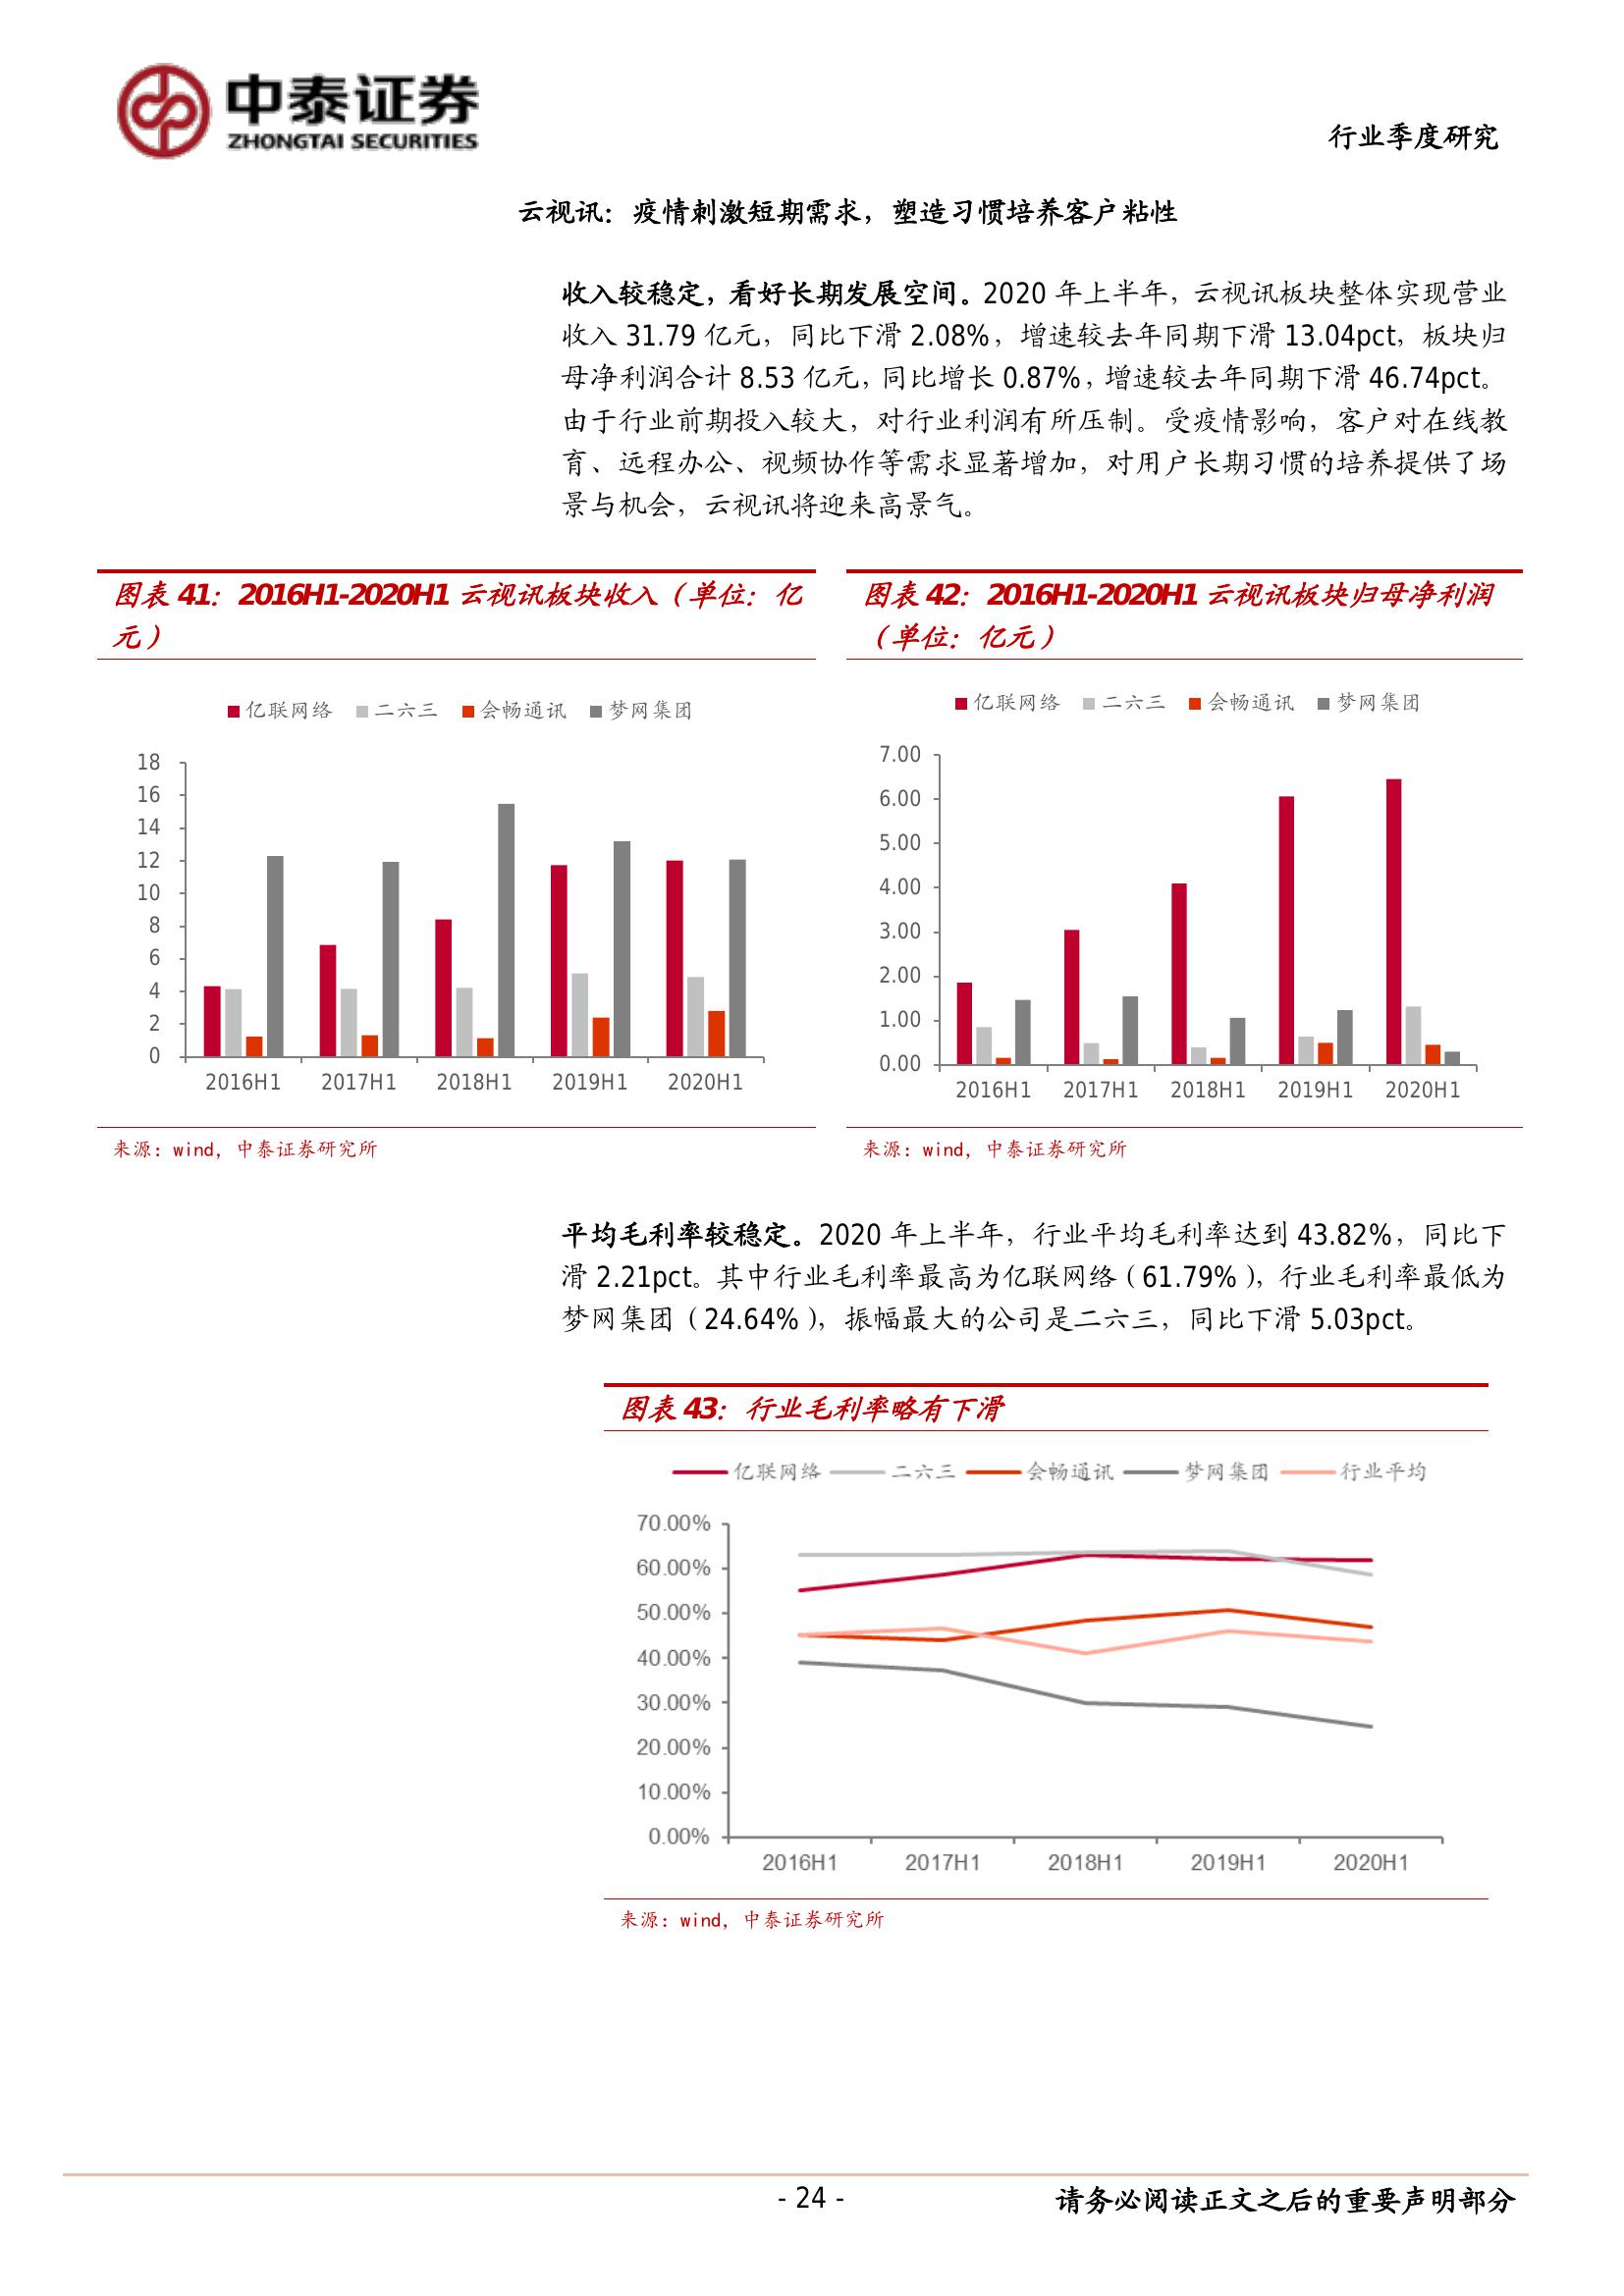 中泰证券
ZHONGTAI SECURITIES
行业季度研究
云视讯：疫情刺激短期需求，塑造习惯培养客户粘性
收入较稳定，看好长期发展空间。2020 年上半年，云视讯板块整体实现营业
收入 31.79 亿元，同比下滑 2.08%，增速较去年同期下滑 13.04pct，板块归
母净利润合计 8.53 亿元，同比增长 0.87%，增速较去年同期下滑 46.74pct。
由于行业前期投入较大，对行业利润有所压制。受疫情影响，客户对在线教
育、远程办公、视频协作等需求显著增加，对用户长期习惯的培养提供了场
景与机会，云视讯将迎来高景气。
图表 41：2016H1-2020H1 云视讯板块收入（单位：亿
元）
亿联网络 二六三 会畅通讯 梦网集团
18
16
14
12
10
8
6
4
2
0
2016H1 2017H1 2018H1 2019H1 2020H1
来源：wind，中泰证券研究所
图表 42：2016H1-2020H1 云视讯板块归母净利润
（单位：亿元）
亿联网络 二六三 会畅通讯 梦网集团
7.00
6.00
5.00
4.00
3.00
2.00
1.00
0.00
2016H1 2017H1 2018H1 2019H1 2020H1
来源：wind，中泰证券研究所
平均毛利率较稳定。2020 年上半年，行业平均毛利率达到 43.82%，同比下
滑 2.21pct。其中行业毛利率最高为亿联网络（61.79%），行业毛利率最低为
梦网集团（24.64%），振幅最大的公司是二六三，同比下滑 5.03pct。
图表 43：行业毛利率略有下滑
亿联网络 二六三 会畅通讯 梦网集团 行业平均
70.00%
60.00%
50.00%
40.00%
30.00%
20.00%
10.00%
0.00%
2016H1 2017H1 2018H1 2019H1 2020H1
来源：wind，中泰证券研究所
- 24 -
请务必阅读正文之后的重要声明部分